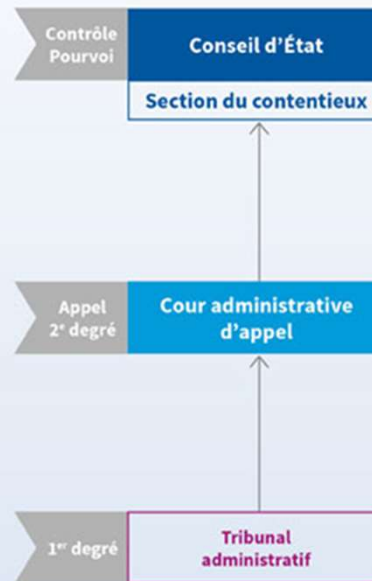 Contrôle
Pourvoi
Conseil d’État
Section du contentieux
Appel
2e degré
Cour administrative
d’appel
1er degré
Tribunal
administratif